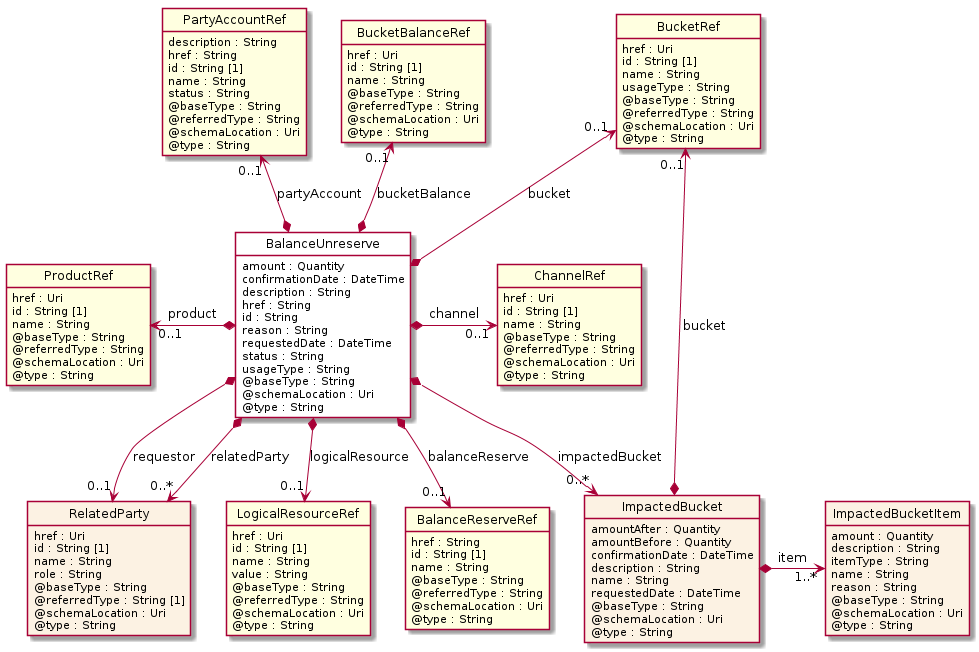 PartyAccountRef
description : String
href : String
id : String [1]
name : String
status : String
@baseType : String
@referredType : String
@schemaLocation : Uri
@type : String
BucketBalanceRef
href : Uri
id : String [1]
name : String
@baseType : String
@referredType : String
@schemaLocation : Uri
@type : String
BucketRef
href : Uri
id : String [1]
name : String
usageType : String
@baseType : String
@referredType : String
@schemaLocation : Uri
@type : String
0..1
0..1
0..1
0..1
partyAccount
bucketBalance
bucket
ProductRef
href : Uri
id : String [1]
name : String
@baseType : String
@referredType : String
@schemaLocation : Uri
@type : String
product
0..1
BalanceUnreserve
amount : Quantity
confirmationDate : DateTime
description : String
href : String
id : String
reason : String
requestedDate : DateTime
status : String
usageType : String
@baseType : String
@schemaLocation : Uri
@type : String
channel
0..1
ChannelRef
href : Uri
id : String [1]
name : String
@baseType : String
@referredType : String
@schemaLocation : Uri
@type : String
bucket
requestor
relatedParty
logicalResource
balanceReserve
impactedBucket
0..1
0..*
0..1
0..1
0..*
RelatedParty
href : Uri
id : String [1]
name : String
role : String
@baseType : String
@referredType : String [1]
@schemaLocation : Uri
@type : String
LogicalResourceRef
href : Uri
id : String [1]
name : String
value : String
@baseType : String
@referredType : String
@schemaLocation : Uri
@type : String
BalanceReserveRef
href : String
id : String [1]
name : String
@baseType : String
@referredType : String
@schemaLocation : Uri
@type : String
ImpactedBucket
amountAfter : Quantity
amountBefore : Quantity
confirmationDate : DateTime
description : String
name : String
requestedDate : DateTime
@baseType : String
@schemaLocation : Uri
@type : String
item
1..*
ImpactedBucketItem
amount : Quantity
description : String
itemType : String
name : String
reason : String
@baseType : String
@schemaLocation : Uri
@type : String